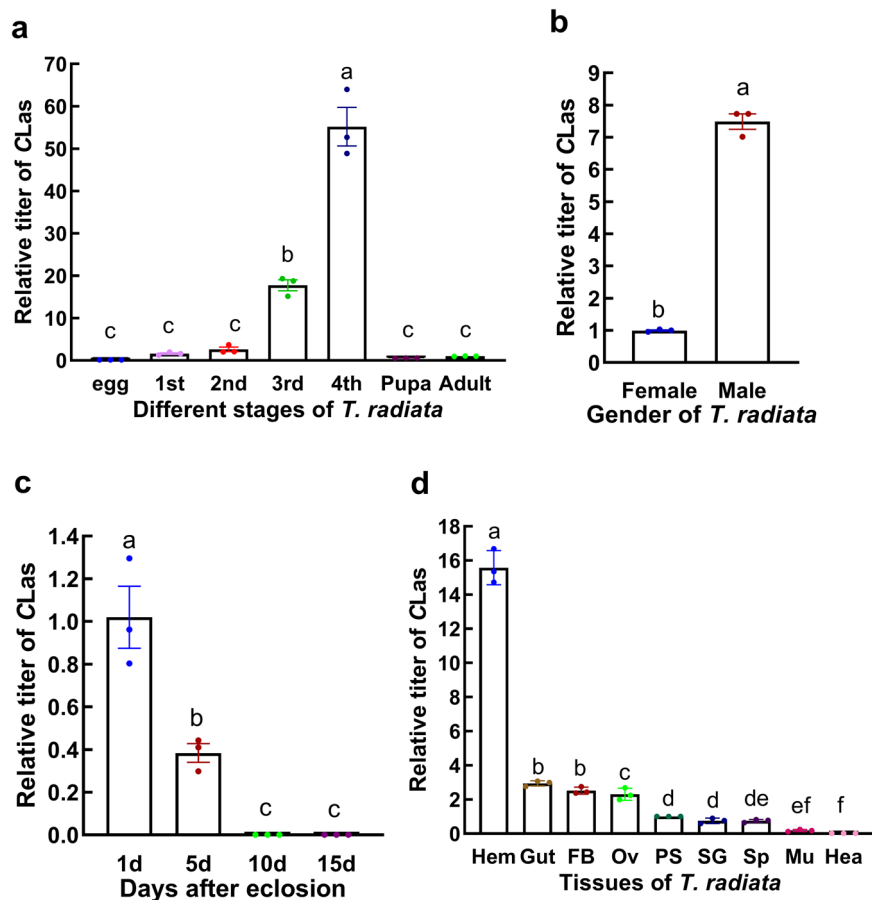 a
Relative titer of CLas
70
60
50
40
30
20
10
0
c c c b a c c
egg 1st 2nd 3rd 4th Pupa Adult
Different stages of T. radiata
b
Relative titer of CLas
9
8
7
6
5
4
3
2
1
0
b a
Female Male
Gender of T. radiata
c
Relative titer of CLas
1.4
1.2
1.0
0.8
0.6
0.4
0.2
0.0
a b c c
1d 5d 10d 15d
Days after eclosion
d
Relative titer of CLas
18
16
14
12
10
8
6
4
2
0
a b b c d d de ef f
Hem Gut FB Ov PS SG Sp Mu Hea
Tissues of T. radiata